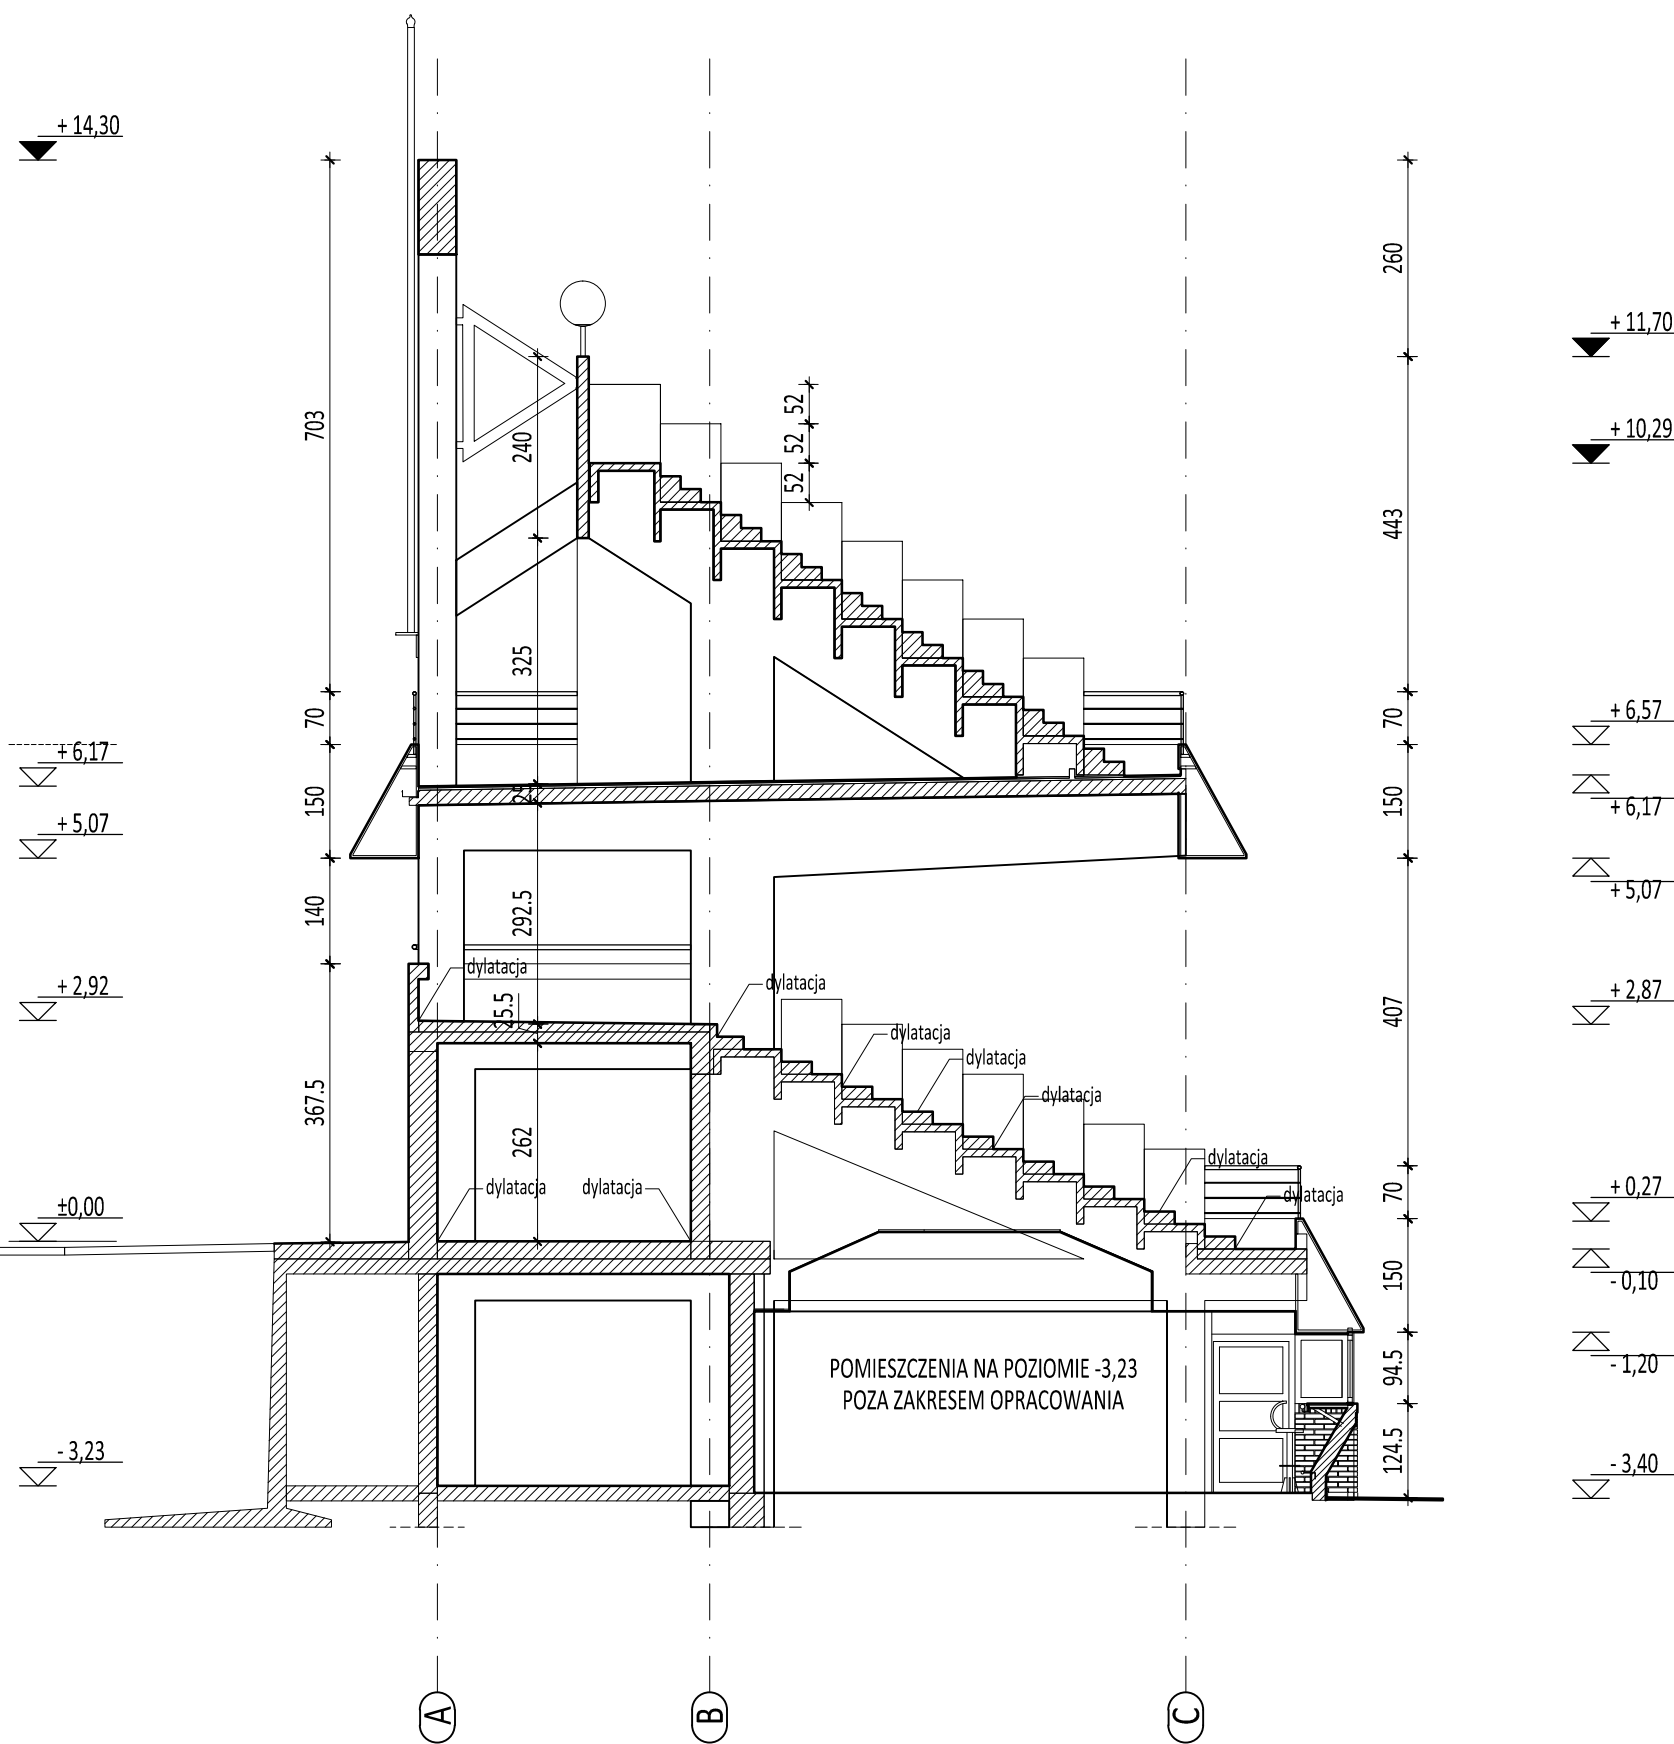 + 14,30
+ 11,70
+ 10,29
703
260
52
52
52
240
443
325
70
70
+ 6,57
+ 6,17
+ 6,17
150
25
150
+ 5,07
+ 5,07
140
292.5
407
dylatacja
dylatacja
+ 2,92
+ 2,87
25.5
dylatacja
dylatacja
dylatacja
367.5
262
dylatacja
dylatacja
dylatacja
dylatacja
70
±0,00
+ 0,27
150
- 0,10
- 1,20
94.5
POMIESZCZENIA NA POZIOMIE -3,23
POZA ZAKRESEM OPRACOWANIA
124.5
- 3,23
- 3,40
A
B
C